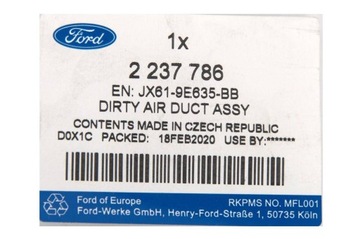 Ford
1x
2 237 786
EN: JX61-9E635-BB
DIRTY AIR DUCT ASSY
CONTENTS MADE IN CZECH REPUBLIC
D0X1C PACKED: 18FEB2020 USE BY:*******
Ford of Europe RKPMS NO. MFL001
Ford-Werke GmbH, Henry-Ford-Straße 1, 50735 Köln